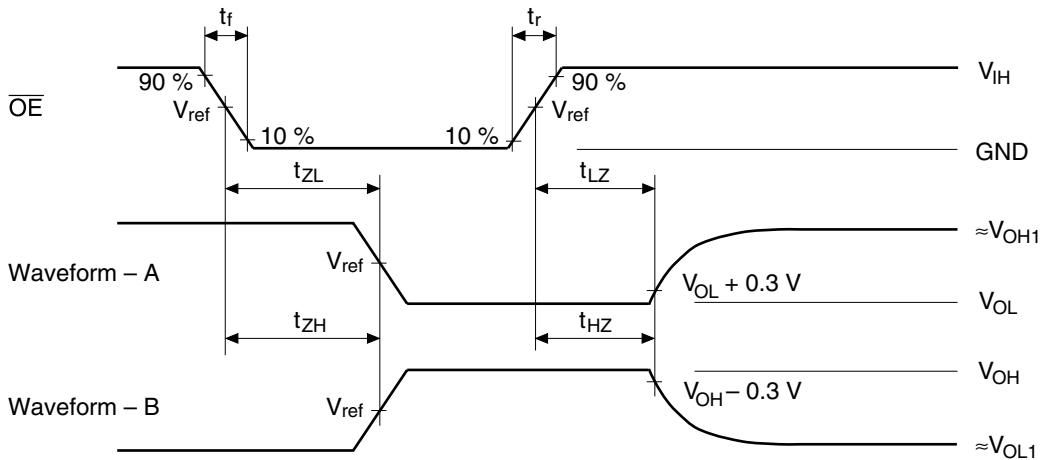 tf
tr
VIH
90 %
90 %
OE
Vref
Vref
10 %
10 %
GND
tZL
tLZ
≈VOH1
Waveform – A
Vref
VOL + 0.3 V
VOL
tZH
tHZ
VOH
VOH – 0.3 V
Waveform – B
Vref
≈VOL1